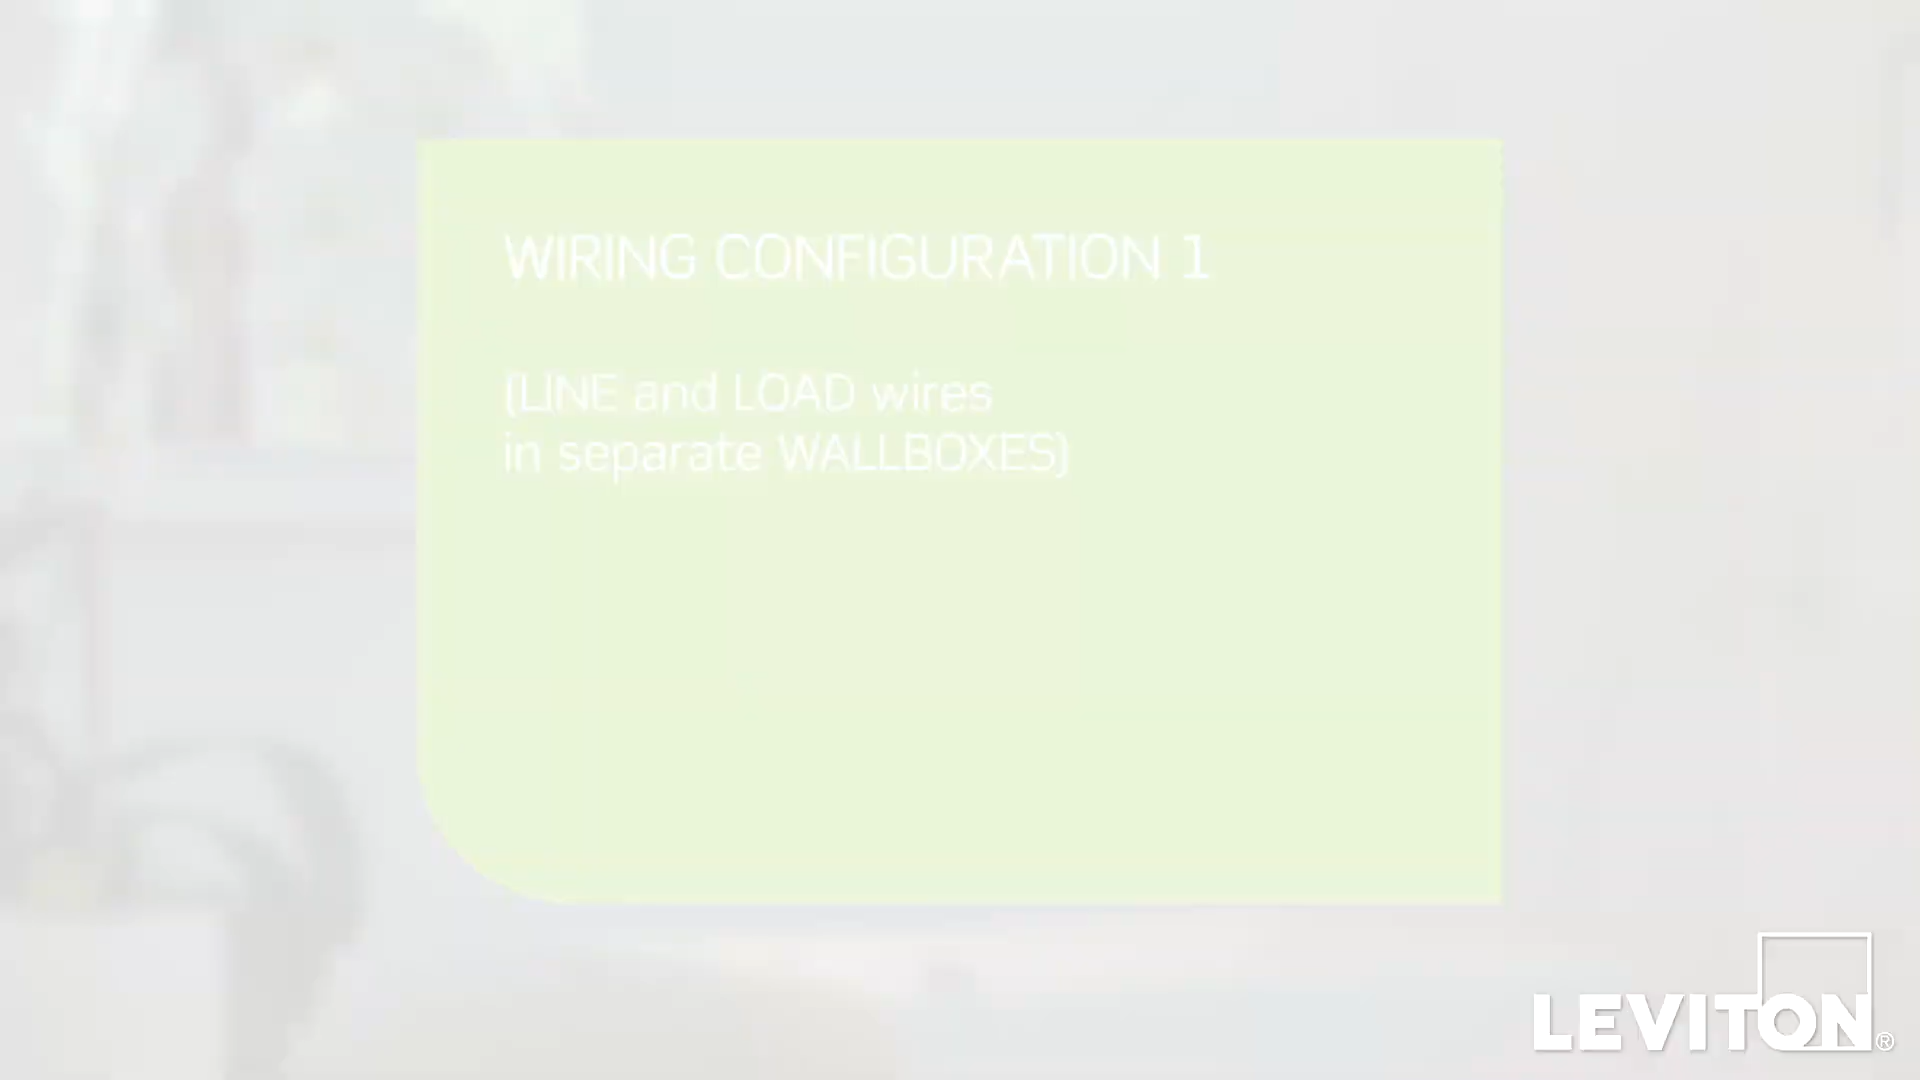 WIRING CONFIGURATION 1
(LINE and LOAD wires
in separate WALLBOXES)
LEVITON®